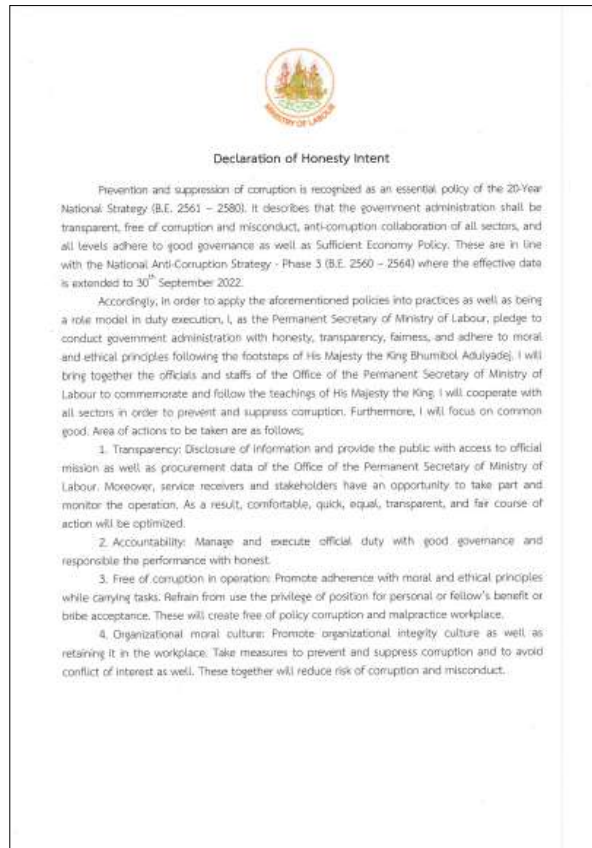 MINISTRY OF LABOUR
Declaration of Honesty Intent
Prevention and suppression of corruption is recognized as an essential policy of the 20-Year
National Strategy (B.E. 2561 – 2580). It describes that the government administration shall be
transparent, free of corruption and misconduct, anti-corruption collaboration of all sectors, and
all levels adhere to good governance as well as Sufficient Economy Policy. These are in line
with the National Anti-Corruption Strategy - Phase 3 (B.E. 2560 – 2564) where the effective date
is extended to 30th September 2022.
Accordingly, in order to apply the aforementioned policies into practices as well as being
a role model in duty execution, I, as the Permanent Secretary of Ministry of Labour, pledge to
conduct government administration with honesty, transparency, fairness, and adhere to moral
and ethical principles following the footsteps of His Majesty the King Bhumibol Adulyadej. I will
bring together the officials and staffs of the Office of the Permanent Secretary of Ministry of
Labour to commemorate and follow the teachings of His Majesty the King. I will cooperate with
all sectors in order to prevent and suppress corruption. Furthermore, I will focus on common
good. Area of actions to be taken are as follows;
1. Transparency: Disclosure of information and provide the public with access to official
mission as well as procurement data of the Office of the Permanent Secretary of Ministry of
Labour. Moreover, service receivers and stakeholders have an opportunity to take part and
monitor the operation. As a result, comfortable, quick, equal, transparent, and fair course of
action will be optimized.
2. Accountability: Manage and execute official duty with good governance and
responsible the performance with honest.
3. Free of corruption in operation: Promote adherence with moral and ethical principles
while carrying tasks. Refrain from use the privilege of position for personal or fellow's benefit or
bribe acceptance. These will create free of policy corruption and malpractice workplace.
4. Organizational moral culture: Promote organizational integrity culture as well as
retaining it in the workplace. Take measures to prevent and suppress corruption and to avoid
conflict of interest as well. These together will reduce risk of corruption and misconduct.